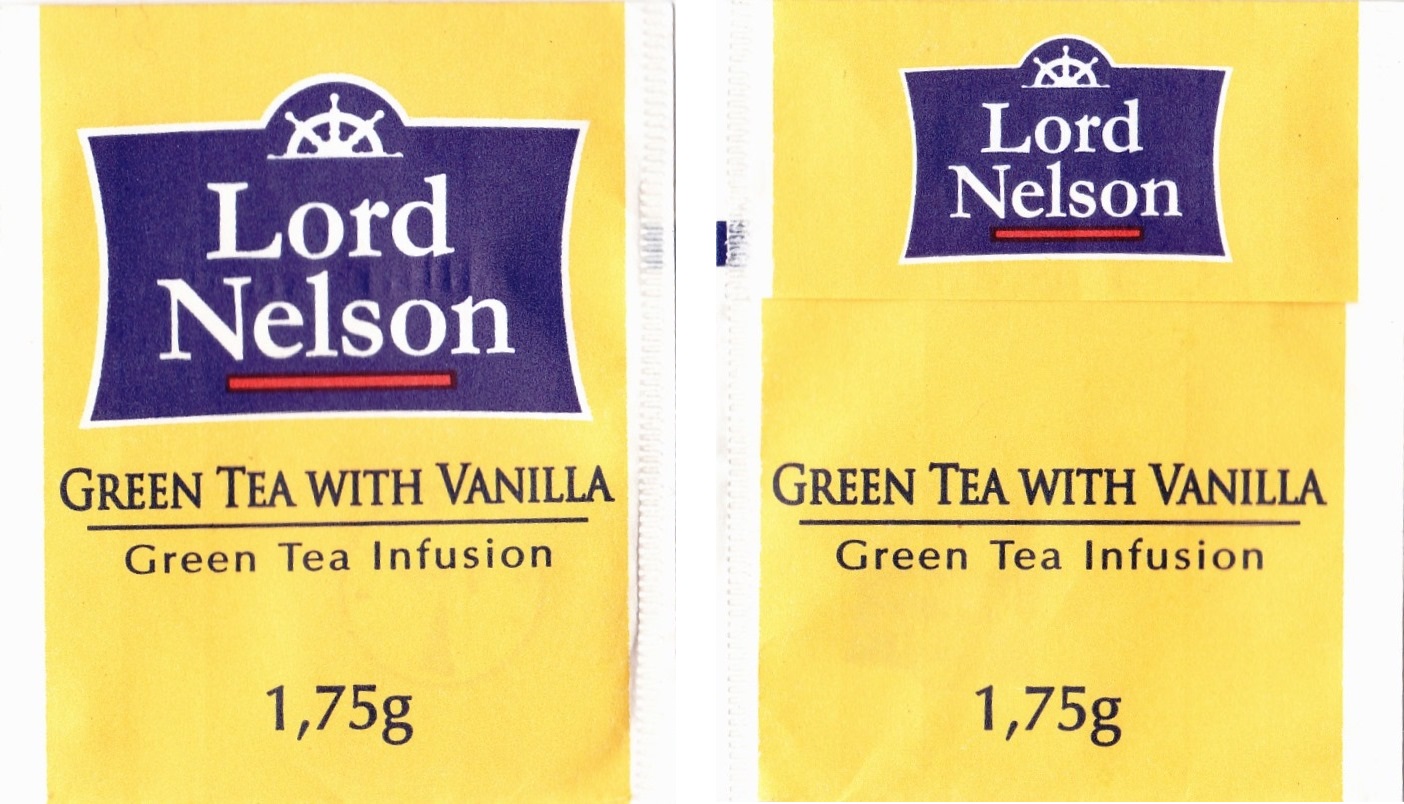 Lord
Nelson
GREEN TEA WITH VANILLA
Green Tea Infusion
1,75g
Lord
Nelson
GREEN TEA WITH VANILLA
Green Tea Infusion
1,75g